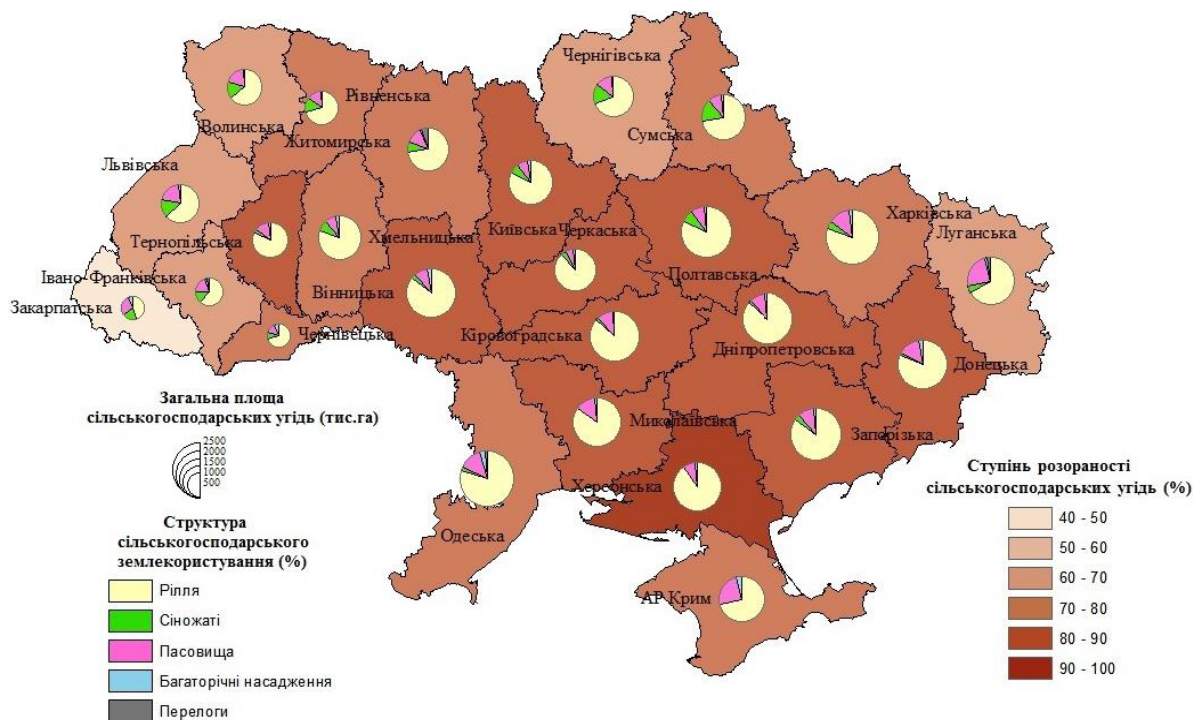 Чернігівська
Рівненська
Волинська
Житомирська
Сумська
Львівська
Тернопільська
Хмельницька
Київська
Черкаська
Харківська
Луганська
Івано-Франківська
Закарпатська
Вінницька
Полтавська
Чернівецька
Кіровоградська
Дніпропетровська
Донецька
Миколаївська
Запорізька
Херсонська
Одеська
АР Крим
Загальна площа
сільськогосподарських угідь (тис.га)
2500
2000
1500
1000
500
Структура
сільськогосподарського
землекористування (%)
Рілля
Сіножаті
Пасовища
Багаторічні насадження
Перелоги
Ступінь розораності
сільськогосподарських угідь (%)
40 - 50
50 - 60
60 - 70
70 - 80
80 - 90
90 - 100